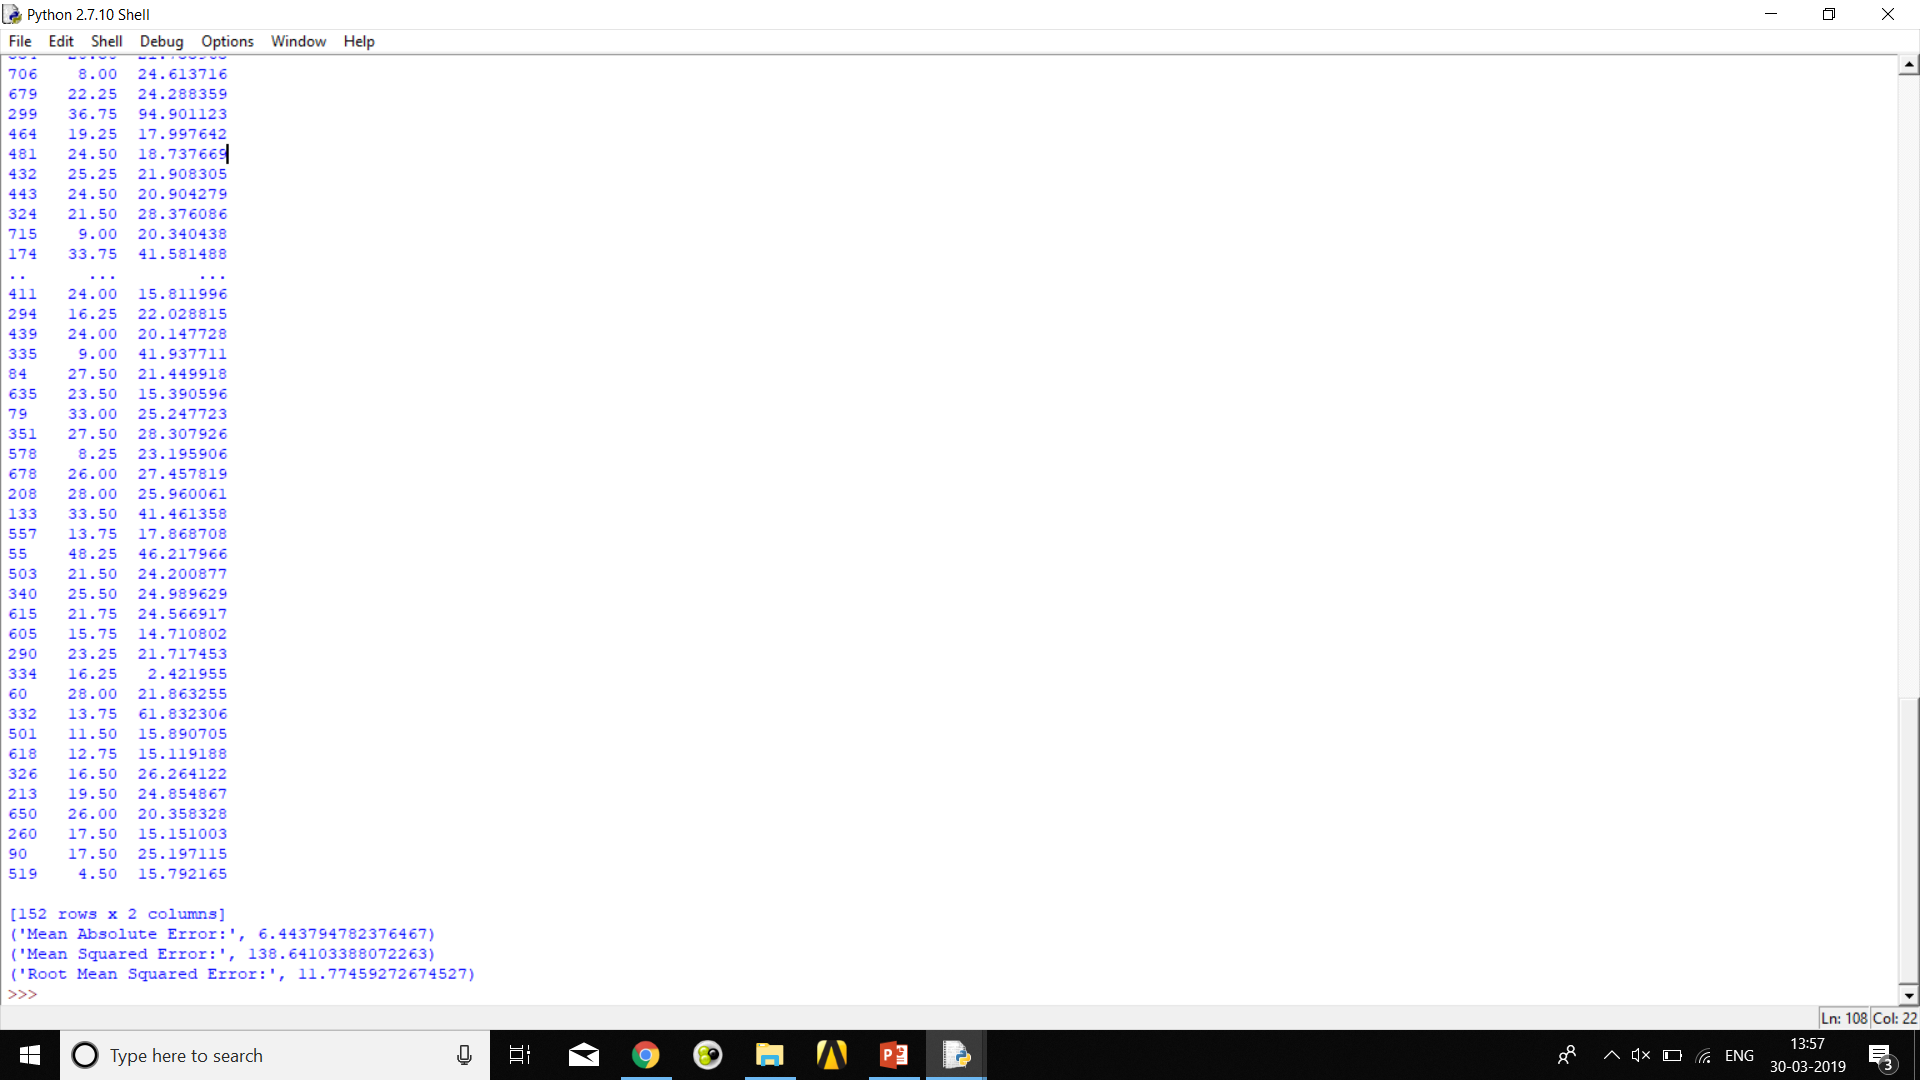 Python 2.7.10 Shell
File Edit Shell Debug Options Window Help
706 8.00 24.613716
679 22.25 24.288359
299 36.75 94.901123
464 19.25 17.997642
481 24.50 18.737669
432 25.25 21.908305
443 24.50 20.904279
324 21.50 28.376086
715 9.00 20.340438
174 33.75 41.581488
.. ... ...
411 24.00 15.811996
294 16.25 22.028815
439 24.00 20.147728
335 9.00 41.937711
84 27.50 21.449918
635 23.50 15.390596
79 33.00 25.247723
351 27.50 28.307926
578 8.25 23.195906
678 26.00 27.457819
208 28.00 25.960061
133 33.50 41.461358
557 13.75 17.868708
55 48.25 46.217966
503 21.50 24.200877
340 25.50 24.989629
615 21.75 24.566917
605 15.75 14.710802
290 23.25 21.717453
334 16.25 2.421955
60 28.00 21.863255
332 13.75 61.832306
501 11.50 15.890705
618 12.75 15.119188
326 16.50 26.264122
213 19.50 24.854867
650 26.00 20.358328
260 17.50 15.151003
90 17.50 25.197115
519 4.50 15.792165
[152 rows x 2 columns]
('Mean Absolute Error:', 6.443794782376467)
('Mean Squared Error:', 138.64103388072263)
('Root Mean Squared Error:', 11.77459272674527)
>>>
Ln: 108 Col: 22
Type here to search
ENG
13:57
30-03-2019
3